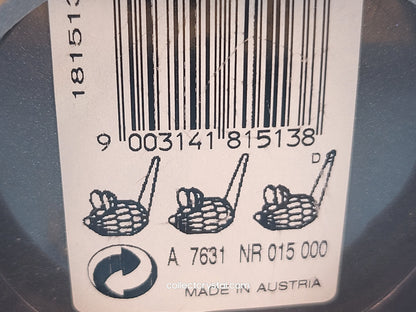 181513
9 003141 815138
D
A 7631 NR 015 000
MADE IN AUSTRIA